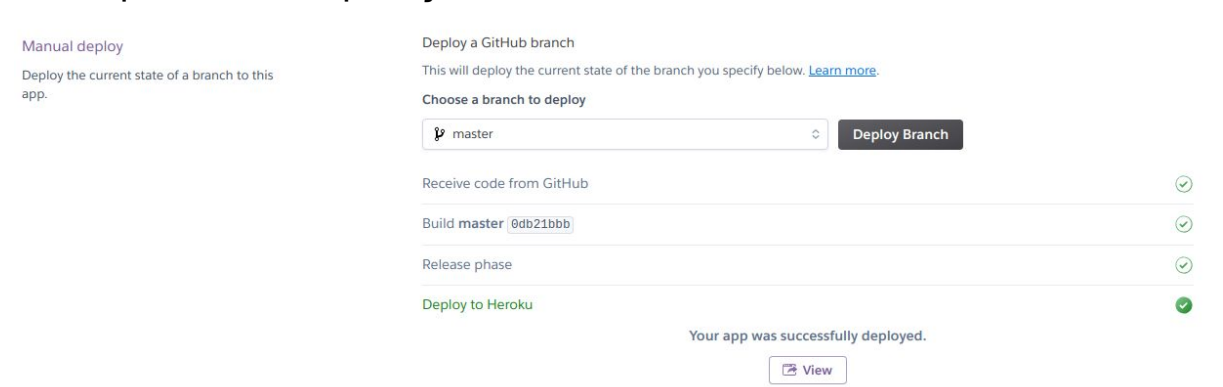 Manual deploy
Deploy the current state of a branch to this
app.
Deploy a GitHub branch
This will deploy the current state of the branch you specify below. Learn more.
Choose a branch to deploy
master
Deploy Branch
Receive code from GitHub
Build master 0db21bbb
Release phase
Deploy to Heroku
Your app was successfully deployed.
View